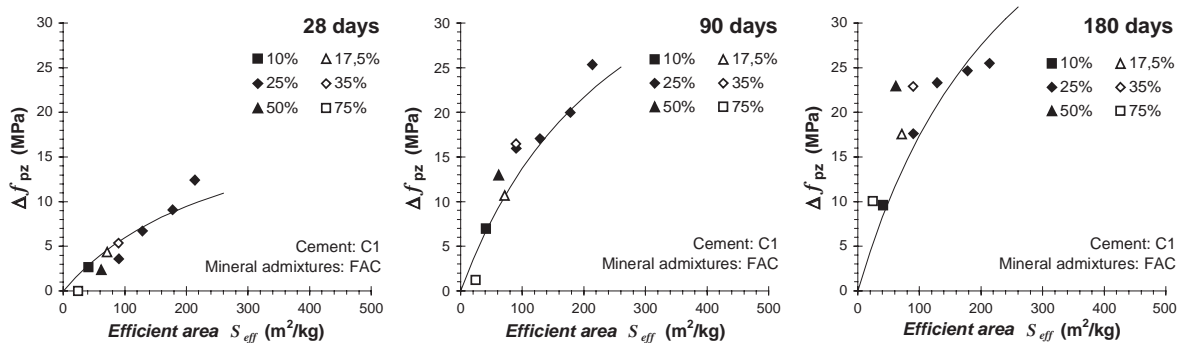 28 days
30
25
20
15
10
5
0
Δf pz (MPa)
10% 17,5%
25% 35%
50% 75%
Cement: C1
Mineral admixtures: FAC
0 100 200 300 400 500
Efficient area S eff (m²/kg)
90 days
30
25
20
15
10
5
0
Δf pz (MPa)
10% 17,5%
25% 35%
50% 75%
Cement: C1
Mineral admixtures: FAC
0 100 200 300 400 500
Efficient area S eff (m²/kg)
180 days
30
25
20
15
10
5
0
Δf pz (MPa)
10% 17,5%
25% 35%
50% 75%
Cement: C1
Mineral admixtures: FAC
0 100 200 300 400 500
Efficient area S eff (m²/kg)